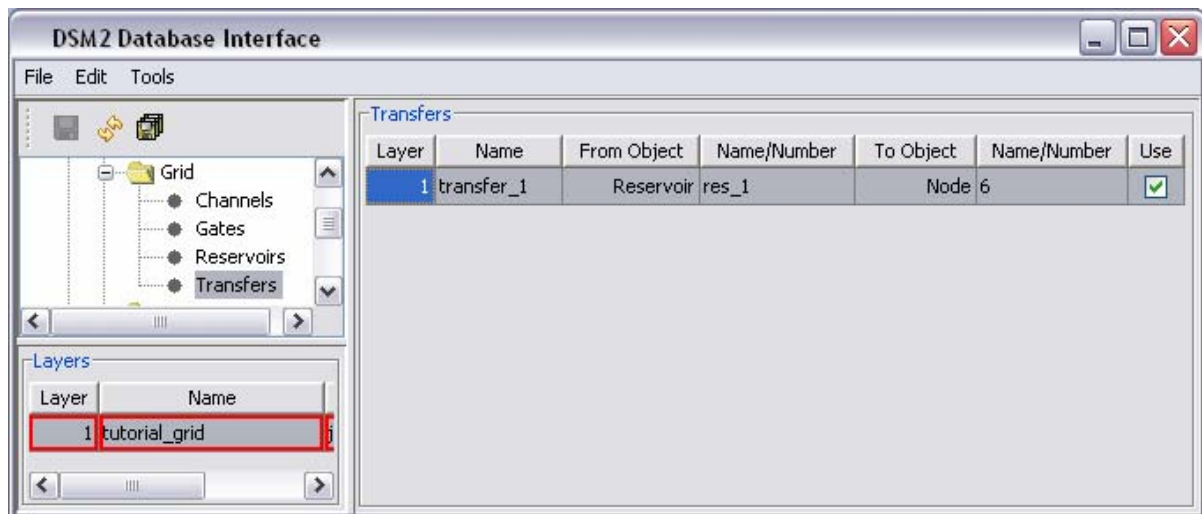 DSM2 Database Interface
File Edit Tools
Grid
Channels
Gates
Reservoirs
Transfers
Layers
Layer Name
1 tutorial_grid j
Transfers
Layer Name From Object Name/Number To Object Name/Number Use
1 transfer_1 Reservoir res_1 Node 6